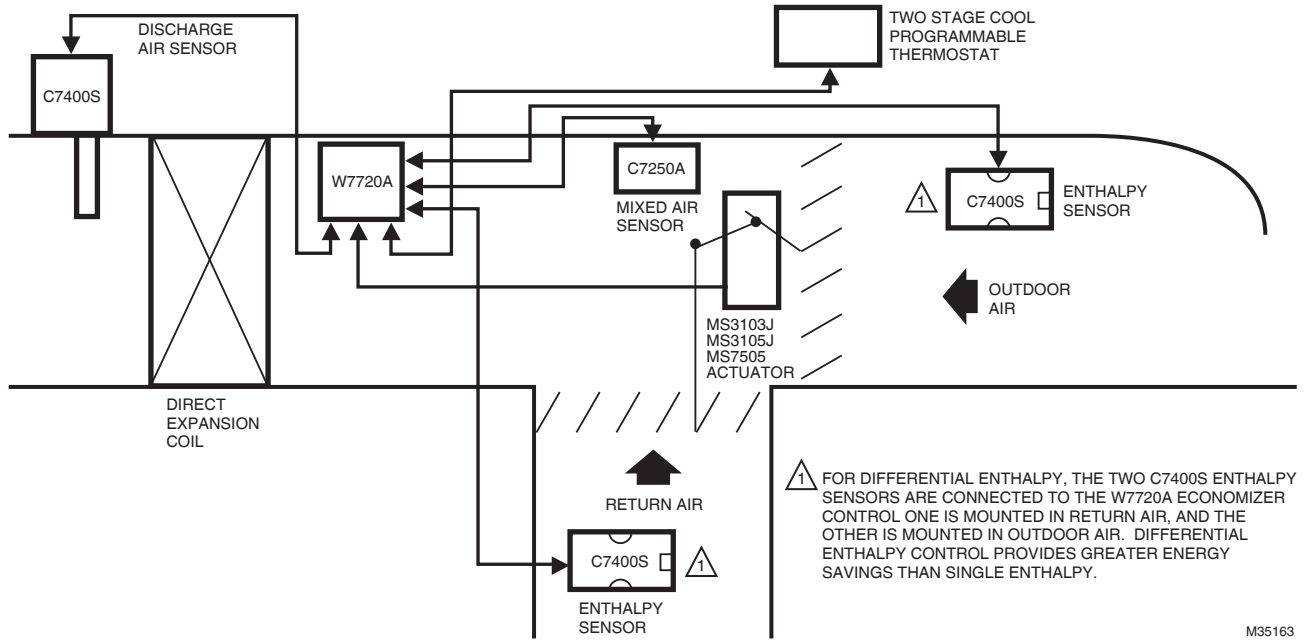 DISCHARGE
AIR SENSOR
C7400S
TWO STAGE COOL
PROGRAMMABLE
THERMOSTAT
W7720A
C7250A
MIXED AIR
SENSOR
1
C7400S
ENTHALPY
SENSOR
OUTDOOR
AIR
MS3103J
MS3105J
MS7505
ACTUATOR
DIRECT
EXPANSION
COIL
RETURN AIR
C7400S
1
ENTHALPY
SENSOR
1 FOR DIFFERENTIAL ENTHALPY, THE TWO C7400S ENTHALPY
SENSORS ARE CONNECTED TO THE W7720A ECONOMIZER
CONTROL ONE IS MOUNTED IN RETURN AIR, AND THE
OTHER IS MOUNTED IN OUTDOOR AIR. DIFFERENTIAL
ENTHALPY CONTROL PROVIDES GREATER ENERGY
SAVINGS THAN SINGLE ENTHALPY.
M35163